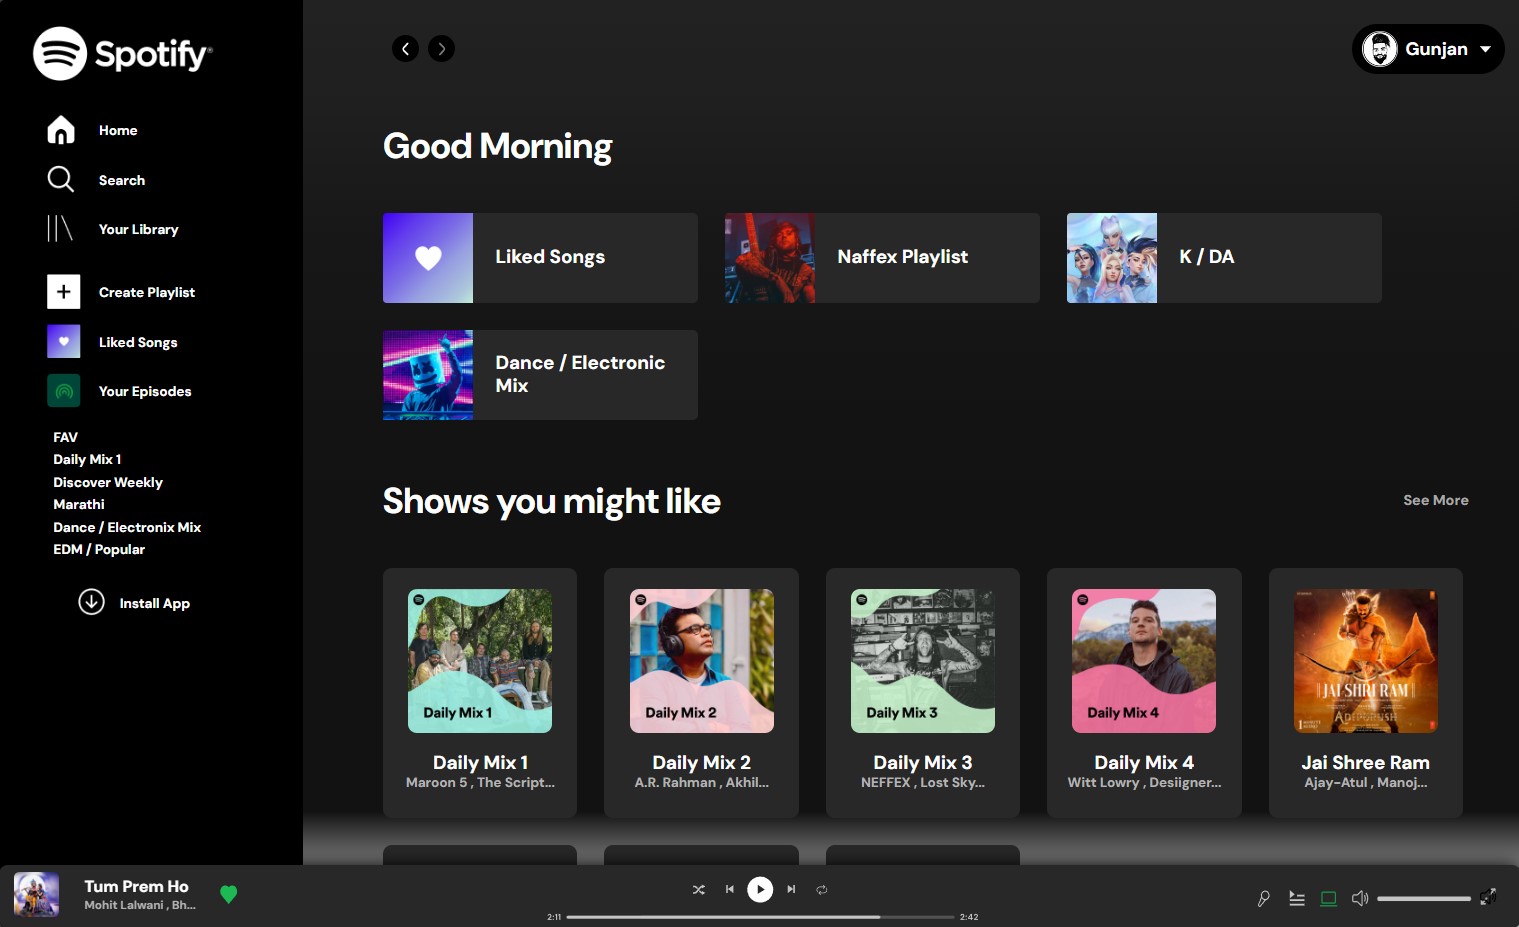 Spotify®
Home
Search
Your Library
Create Playlist
Liked Songs
Your Episodes
FAV
Daily Mix 1
Discover Weekly
Marathi
Dance / Electronix Mix
EDM / Popular
Install App
Gunjan
Good Morning
Liked Songs
Naffex Playlist
K / DA
Dance / Electronic
Mix
Shows you might like
See More
Daily Mix 1
Daily Mix 2
Daily Mix 3
Daily Mix 4
JAI SHRI RAM
ADIPURUSH
Daily Mix 1
Maroon 5 , The Script...
Daily Mix 2
A.R. Rahman , Akhil...
Daily Mix 3
NEFFEX , Lost Sky...
Daily Mix 4
Witt Lowry , Desiigner...
Jai Shree Ram
Ajay-Atul , Manoj...
Tum Prem Ho
Mohit Lalwani , Bh...
2:11
2:42